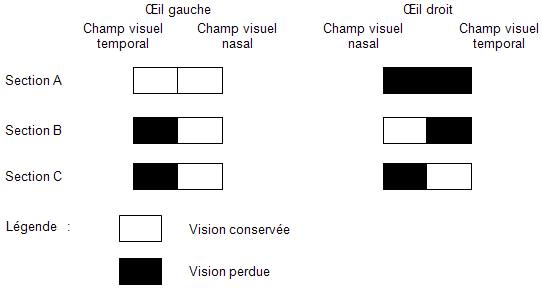 Œil gauche Œil droit
Champ visuel temporal Champ visuel nasal Champ visuel nasal Champ visuel temporal
Section A
Section B
Section C
Légende :
Vision conservée
Vision perdue